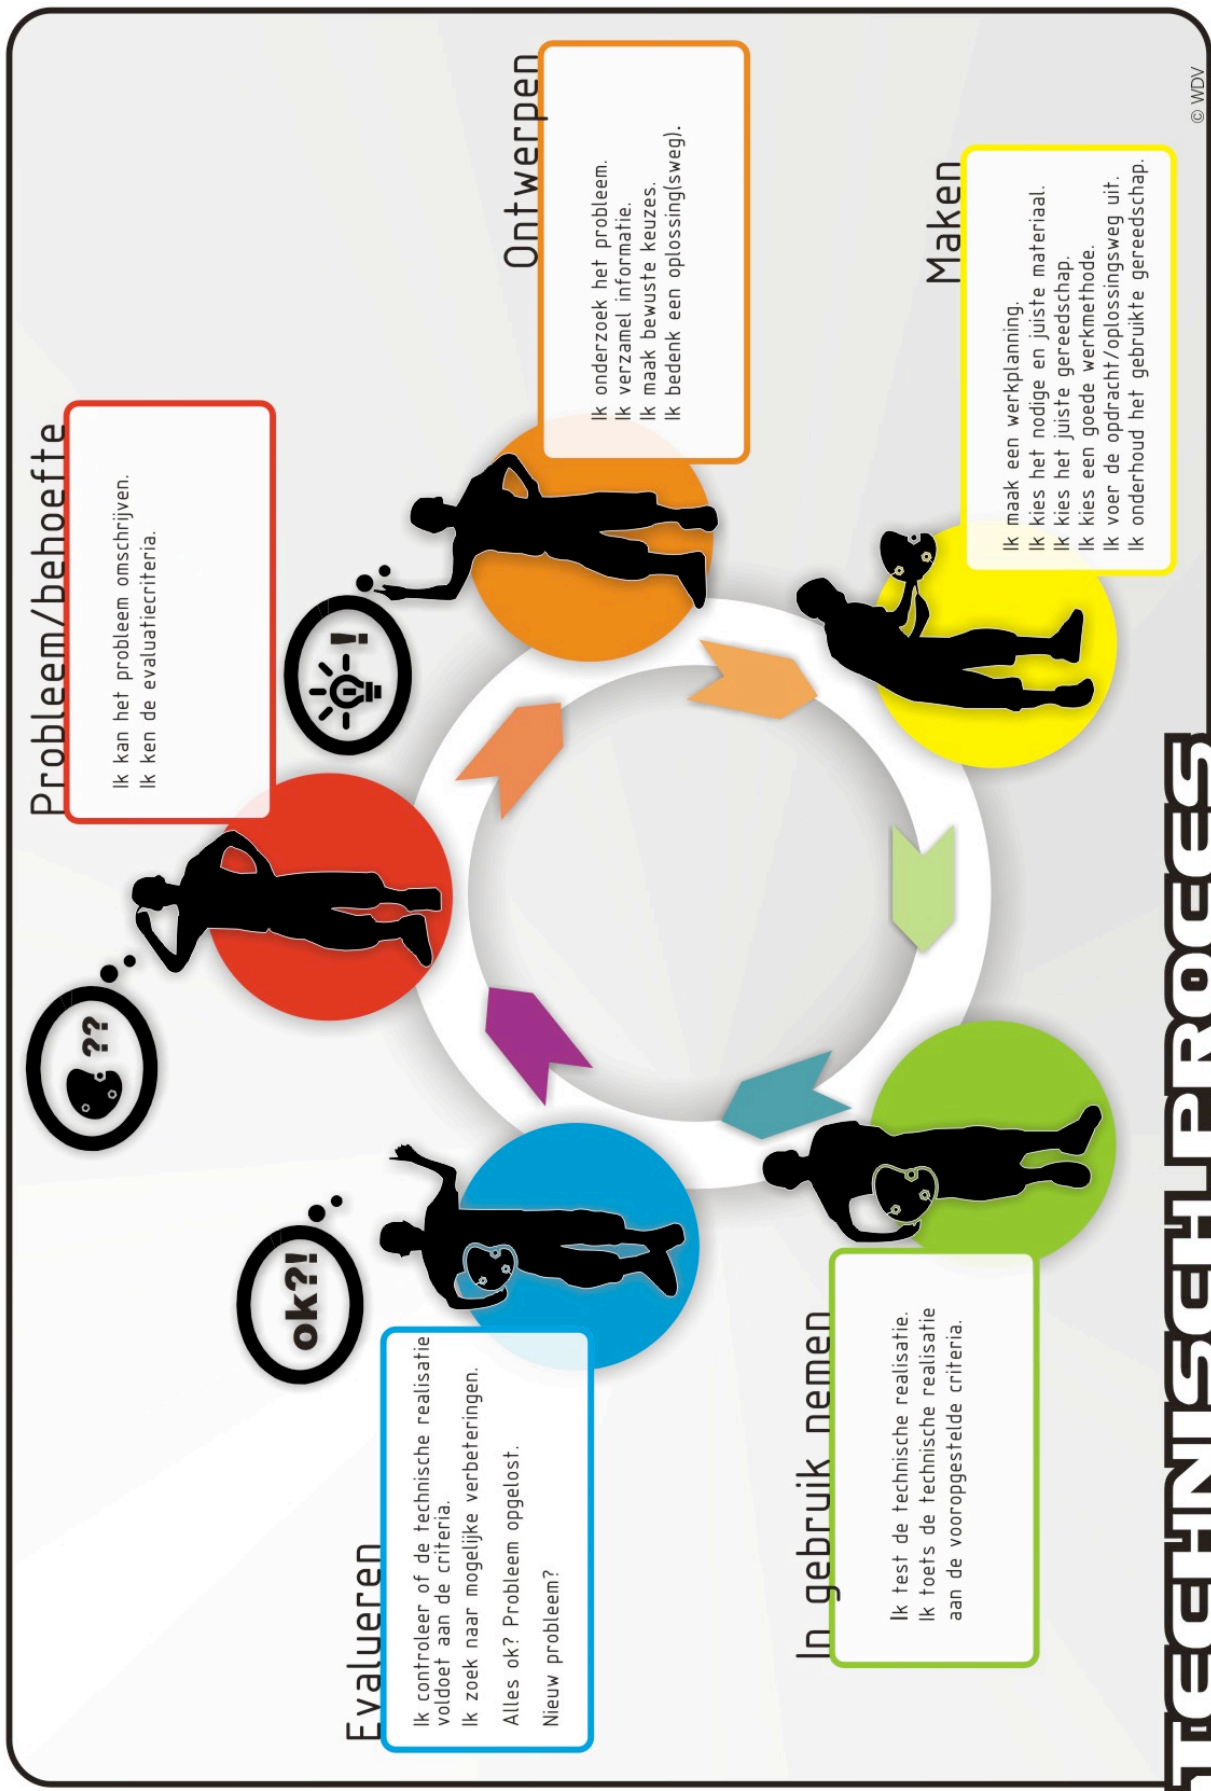 Probleem/behoefte
Ik kan het probleem omschrijven.
Ik ken de evaluatiecriteria.
??
!
Ontwerpen
Ik onderzoek het probleem.
Ik verzamel informatie.
Ik maak bewuste keuzes.
Ik bedenk een oplossing(sweg).
Maken
Ik maak een werkplanning.
Ik kies het nodige en juiste materiaal.
Ik kies het juiste gereedschap.
Ik kies een goede werkmethode.
Ik voer de opdracht/oplossingsweg uit.
Ik onderhoud het gebruikte gereedschap.
In gebruik nemen
Ik test de technische realisatie.
Ik toets de technische realisatie
aan de vooropgestelde criteria.
Evalueren
Ik controleer of de technische realisatie
voldoet aan de criteria.
Ik zoek naar mogelijke verbeteringen.
Alles ok? Probleem opgelost.
Nieuw probleem?
ok?!
TECHNISCH PROCES
© WDV